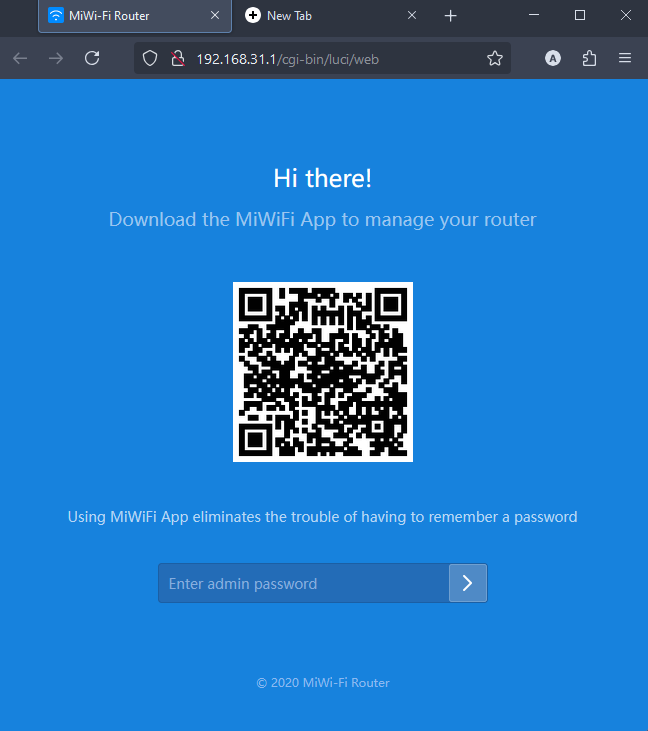 MiWi-Fi Router
New Tab
192.168.31.1/cgi-bin/luci/web
A
Hi there!
Download the MiWiFi App to manage your router
Using MiWiFi App eliminates the trouble of having to remember a password
Enter admin password
© 2020 MiWi-Fi Router